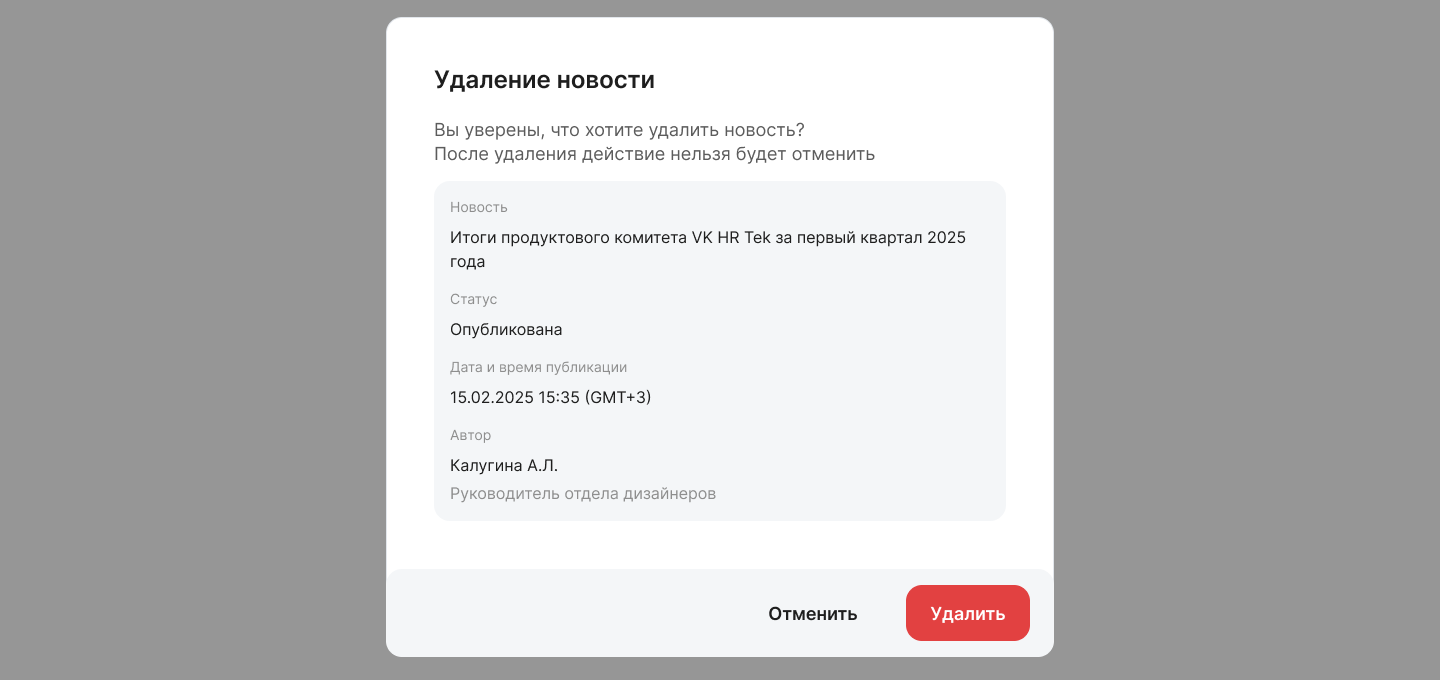 Удаление новости
Вы уверены, что хотите удалить новость?
После удаления действие нельзя будет отменить
Новость
Итоги продуктового комитета VK HR Tek за первый квартал 2025
года
Статус
Опубликована
Дата и время публикации
15.02.2025 15:35 (GMT+3)
Автор
Калугина А.Л.
Руководитель отдела дизайнеров
Отменить
Удалить